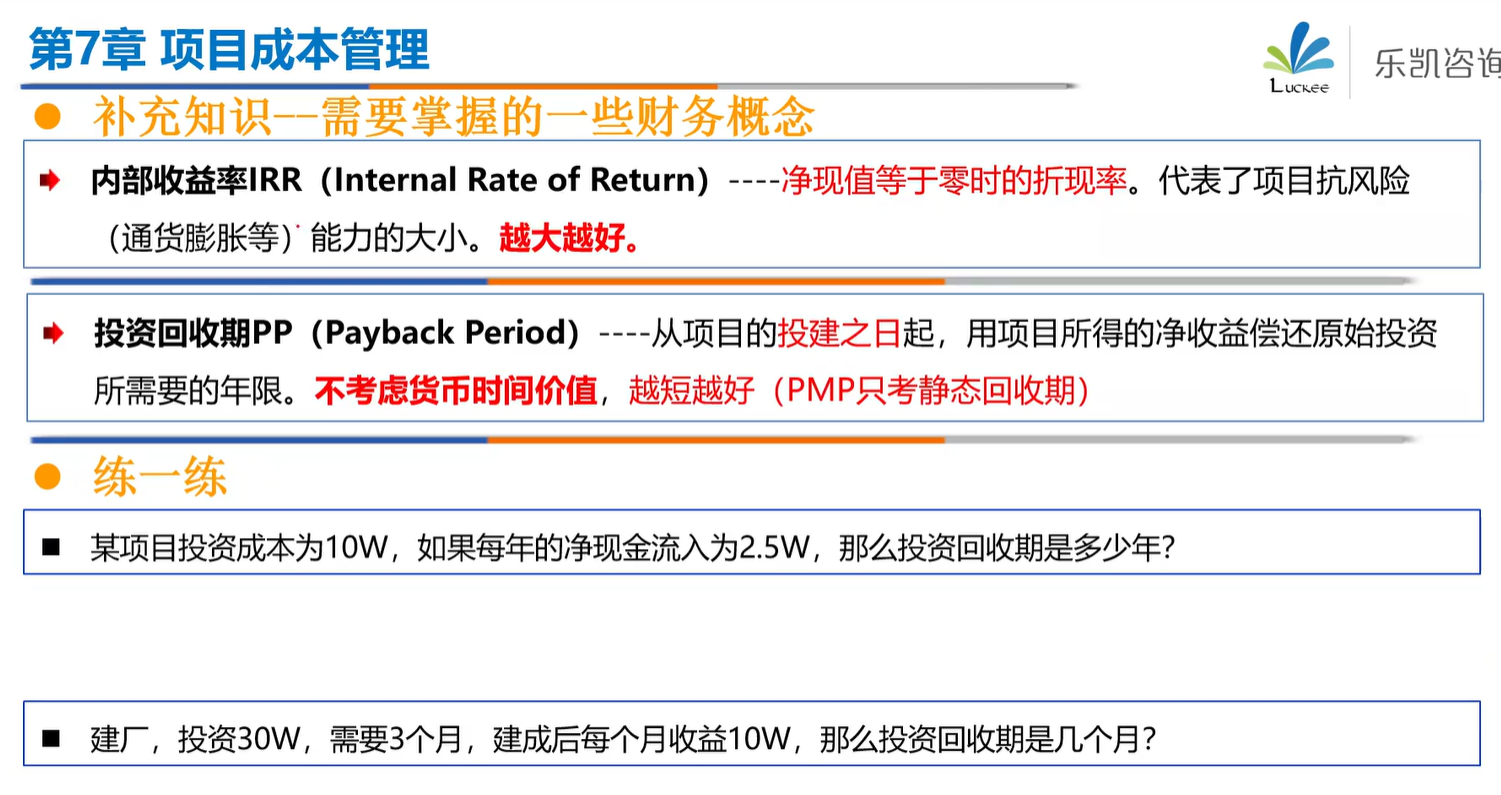 第7章 项目成本管理
Luckee
乐凯咨询
补充知识--需要掌握的一些财务概念
内部收益率IRR（Internal Rate of Return）----净现值等于零时的折现率。代表了项目抗风险
（通货膨胀等）能力的大小。越大越好。
投资回收期PP（Payback Period）----从项目的投建之日起，用项目所得的净收益偿还原始投资
所需要的年限。不考虑货币时间价值，越短越好（PMP只考静态回收期）
练一练
某项目投资成本为10W，如果每年的净现金流入为2.5W，那么投资回收期是多少年？
建厂，投资30W，需要3个月，建成后每个月收益10W，那么投资回收期是几个月？